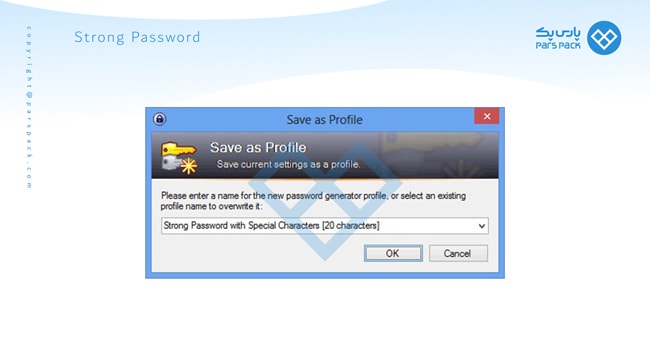 Strong Password
پارس‌پک
PARS PACK
copyright@parspack.com
Save as Profile
Save as Profile
Save current settings as a profile.
Please enter a name for the new password generator profile, or select an existing
profile name to overwrite it:
Strong Password with Special Characters [20 characters]
OK
Cancel